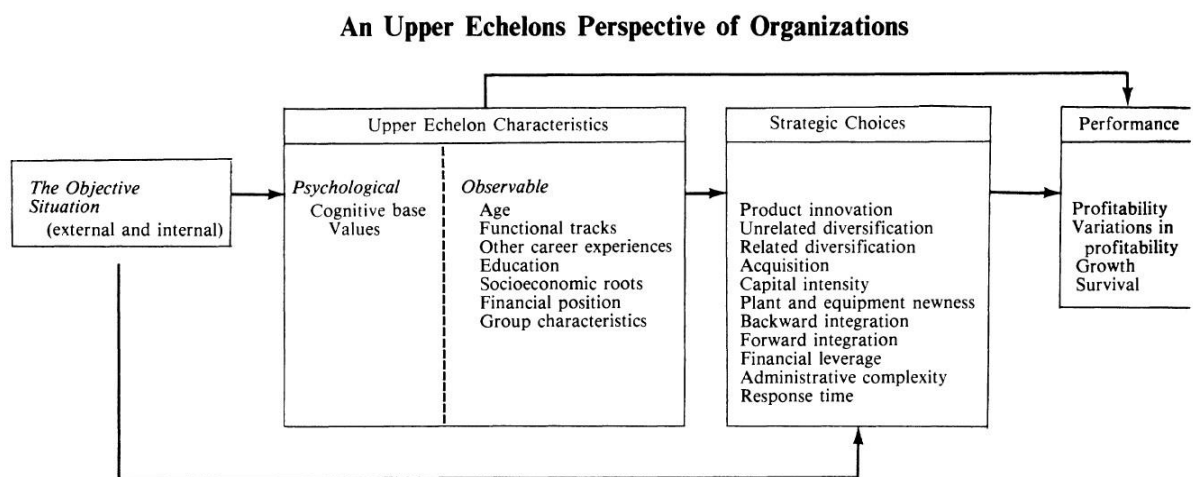 An Upper Echelons Perspective of Organizations
The Objective
Situation
(external and internal)
Upper Echelon Characteristics
Psychological
Cognitive base
Values
Observable
Age
Functional tracks
Other career experiences
Education
Socioeconomic roots
Financial position
Group characteristics
Strategic Choices
Product innovation
Unrelated diversification
Related diversification
Acquisition
Capital intensity
Plant and equipment newness
Backward integration
Forward integration
Financial leverage
Administrative complexity
Response time
Performance
Profitability
Variations in
profitability
Growth
Survival